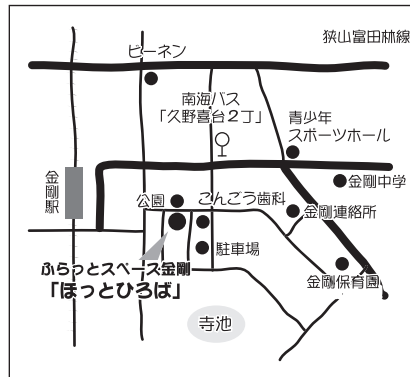 狭山富田林線
ピーネン
南海バス
「久野喜台２丁」
青少年
スポーツホール
金剛駅
公園
こんごう歯科
金剛中学
金剛連絡所
駐車場
ふらっとスペース金剛
「ほっとひろば」
金剛保育園
寺池